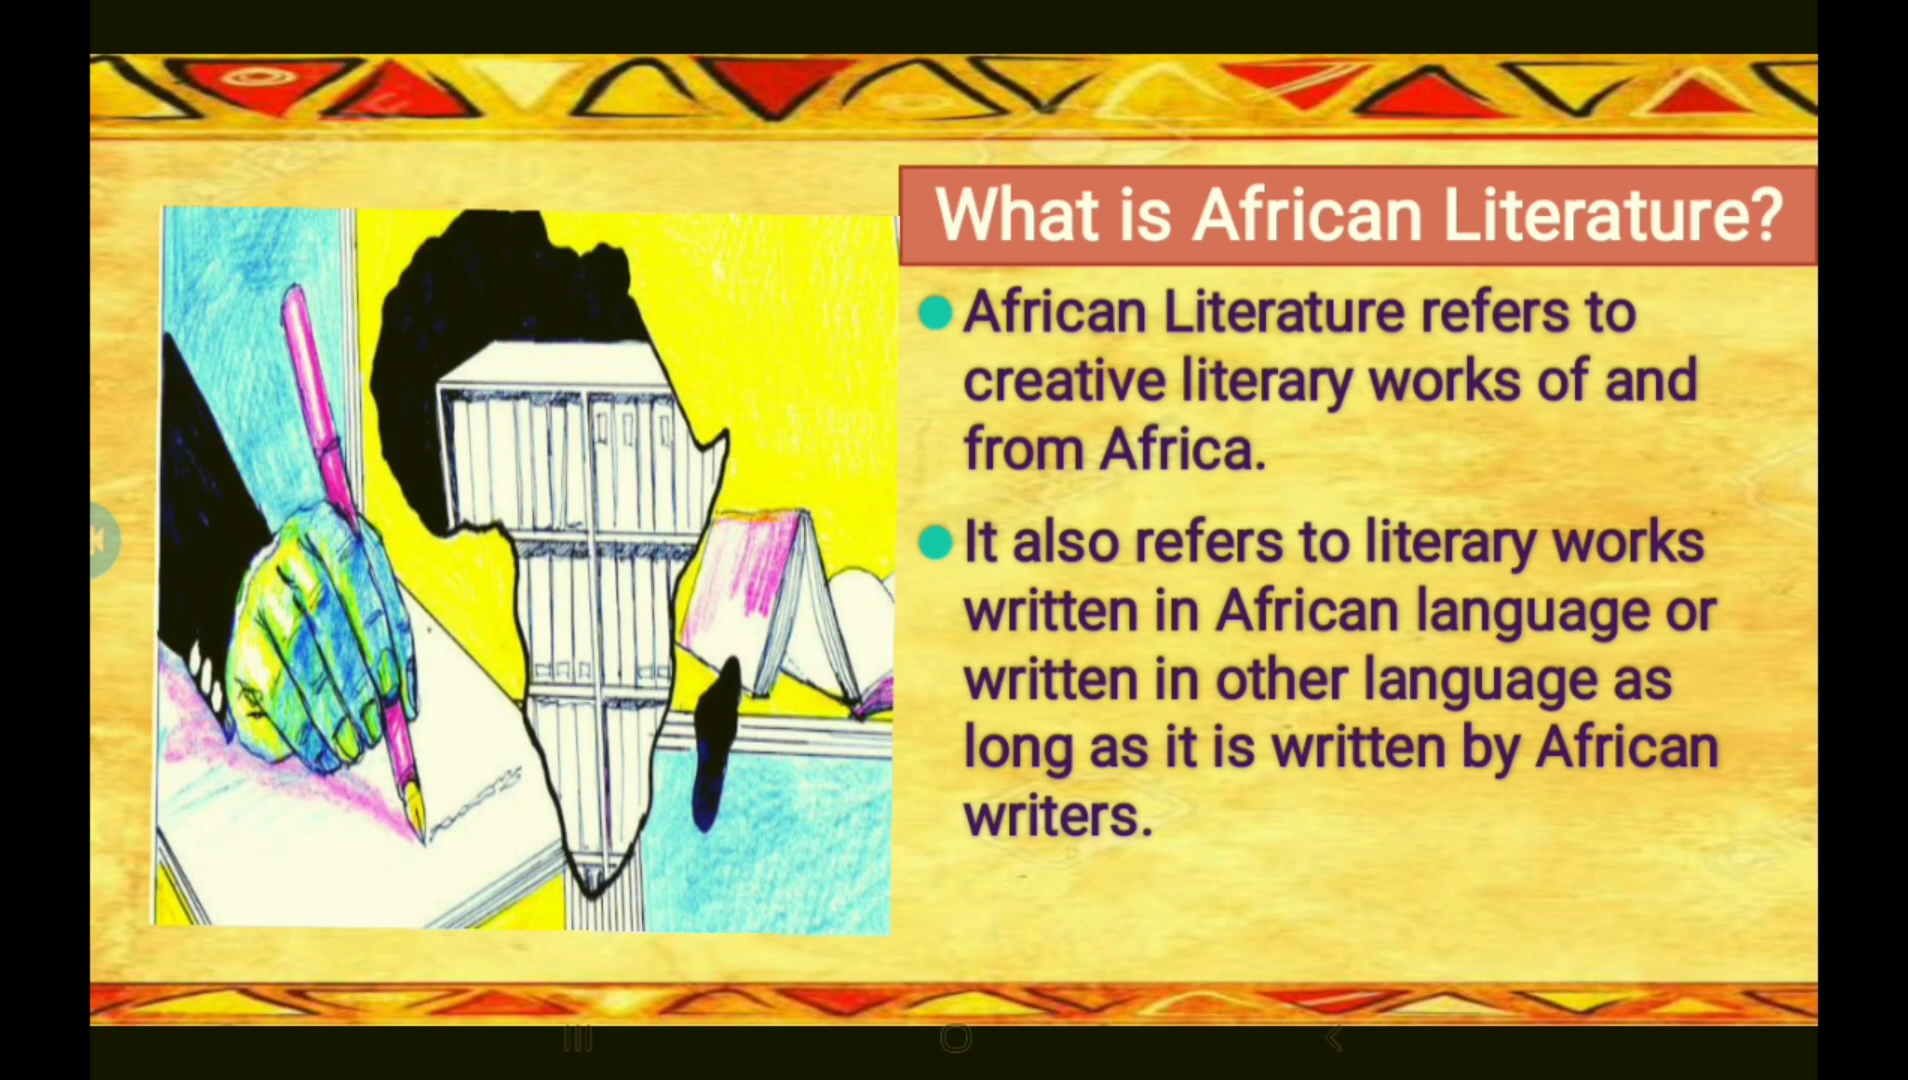 What is African Literature?
African Literature refers to
creative literary works of and
from Africa.
It also refers to literary works
written in African language or
written in other language as
long as it is written by African
writers.